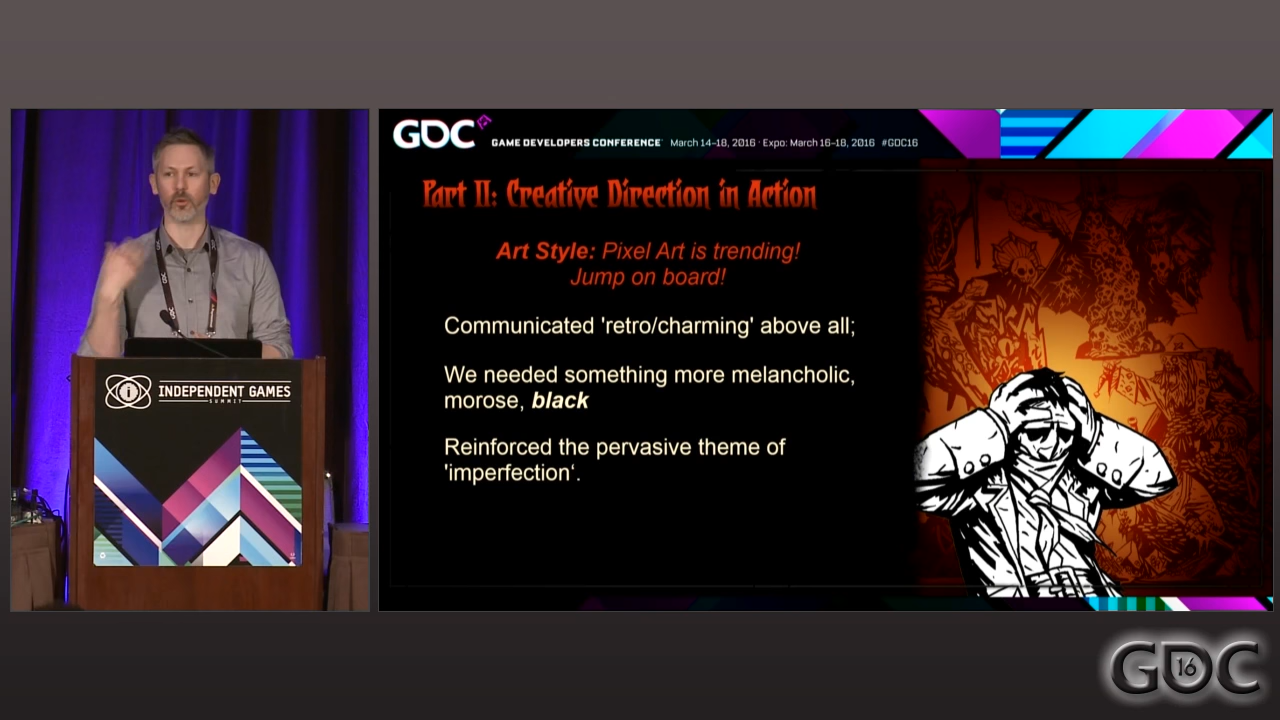 GDC
GAME DEVELOPERS CONFERENCE March 14-18, 2016 · Expo: March 16-18, 2016 #GDC16
Part II: Creative Direction in Action
Art Style: Pixel Art is trending!
Jump on board!
Communicated 'retro/charming' above all;
We needed something more melancholic,
morose, black
Reinforced the pervasive theme of
'imperfection'.
GDC
i
INDEPENDENT GAMES
SUMMIT
GDC
16